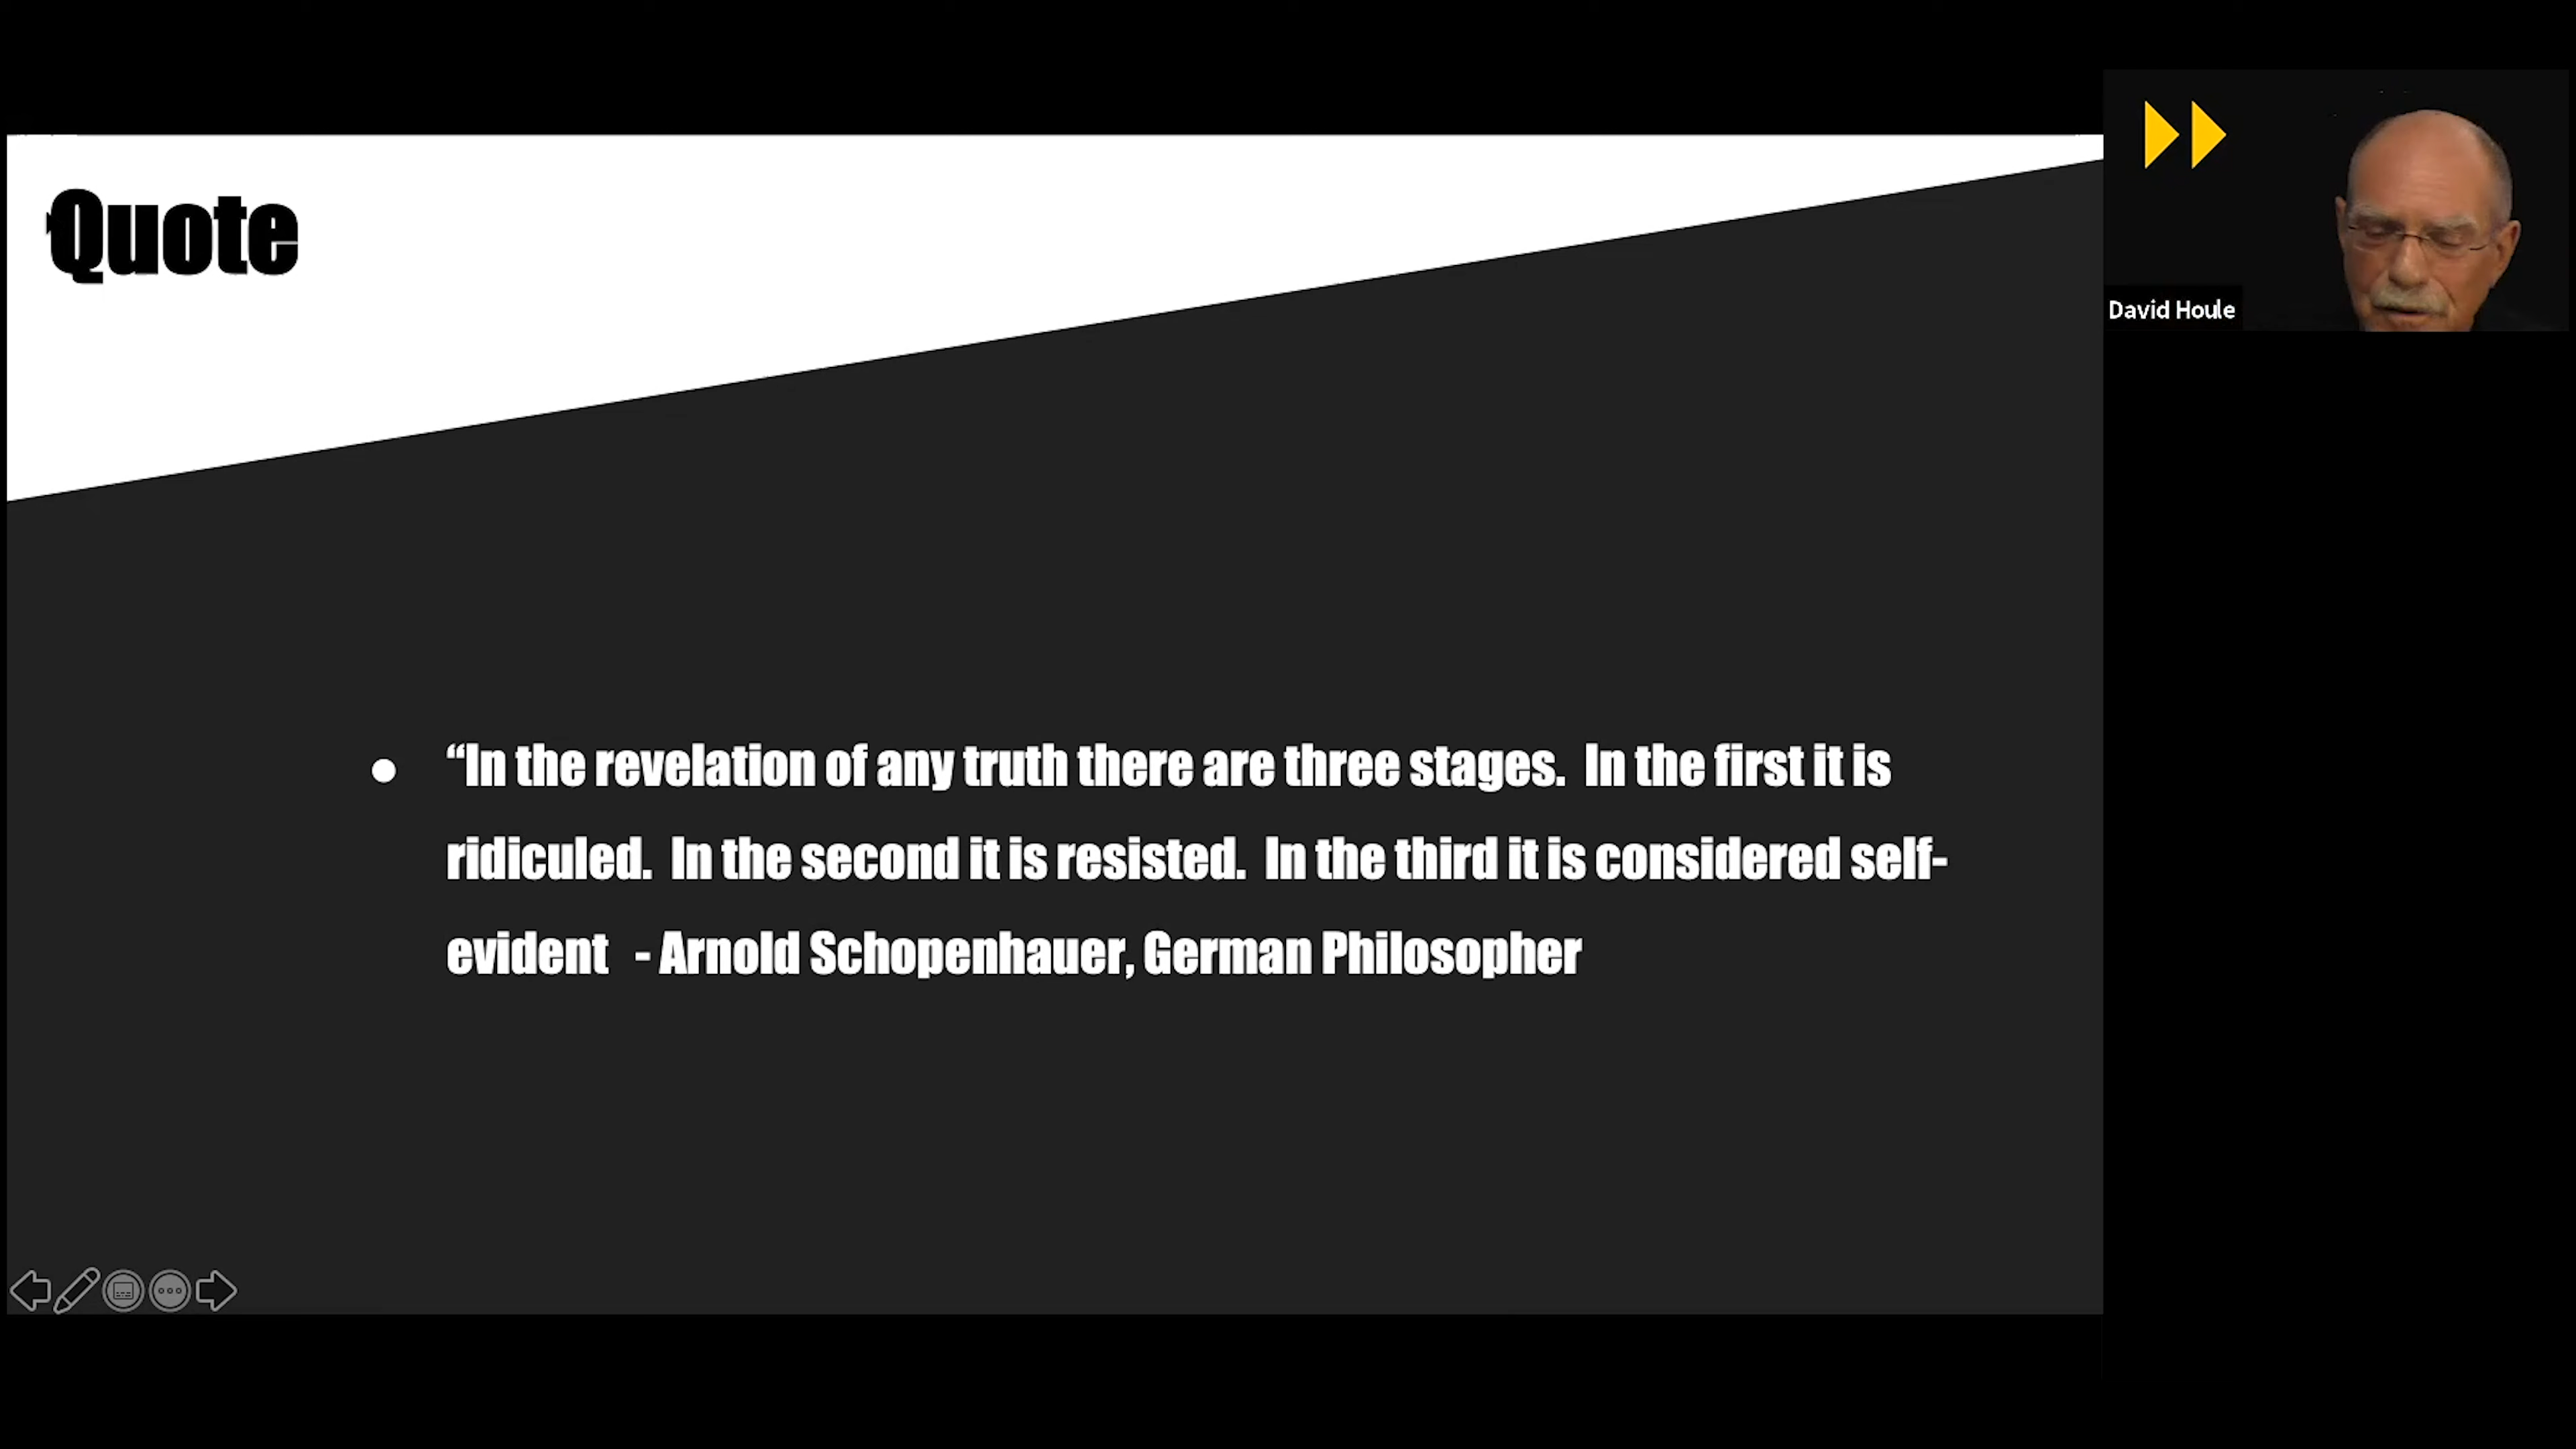 Quote
David Houle
● “In the revelation of any truth there are three stages.  In the first it is
ridiculed.  In the second it is resisted.  In the third it is considered self-
evident   - Arnold Schopenhauer, German Philosopher